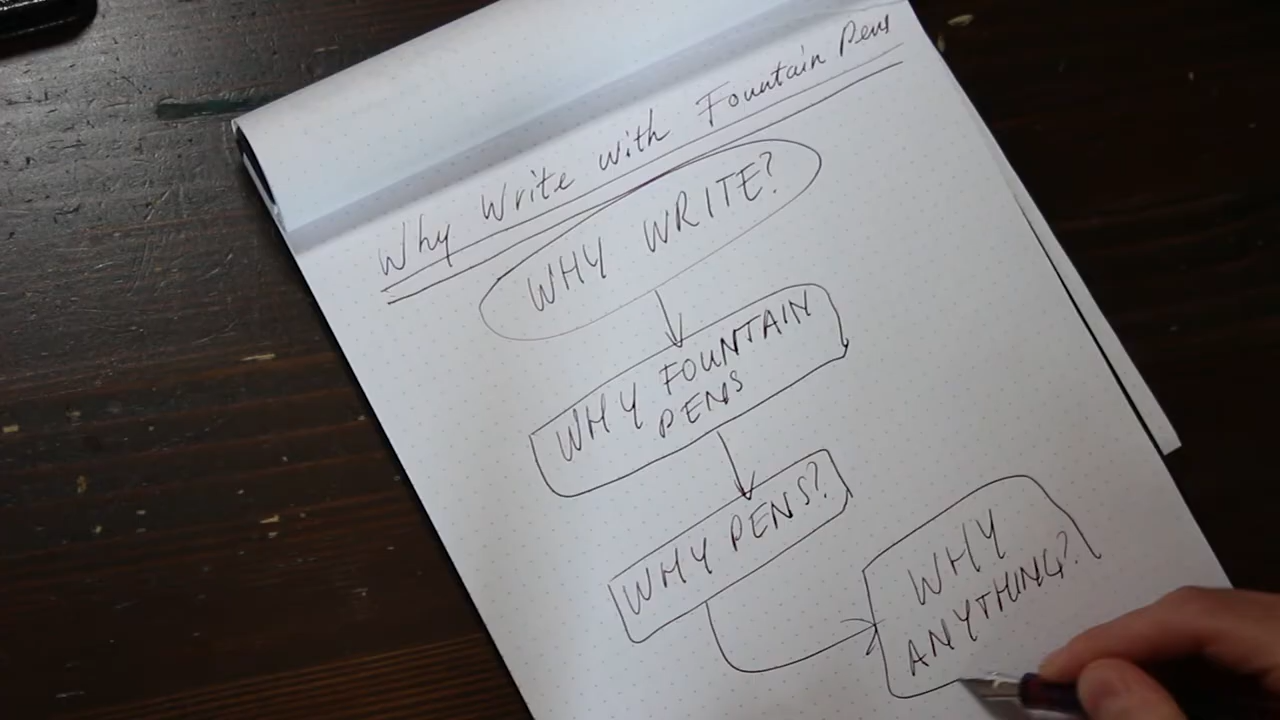 Why Write with Fountain Pens
WHY WRITE?
WHY FOUNTAIN
PENS
WHY PENS?
WHY
ANYTHING?